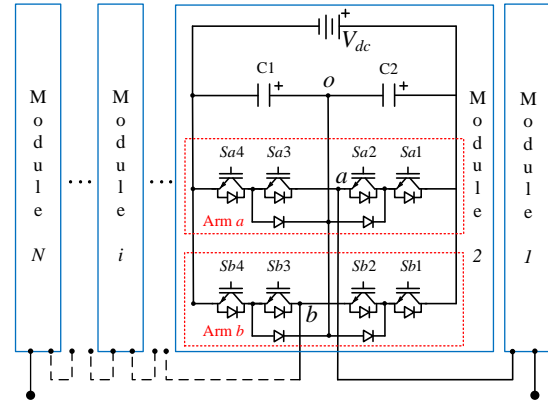 V_dc
C1
o
C2
Sa4
Sa3
a
Sa2
Sa1
Arm a
Sb4
Sb3
b
Sb2
Sb1
Arm b
Module N
...
Module i
...
Module 2
Module 1
+
+
+